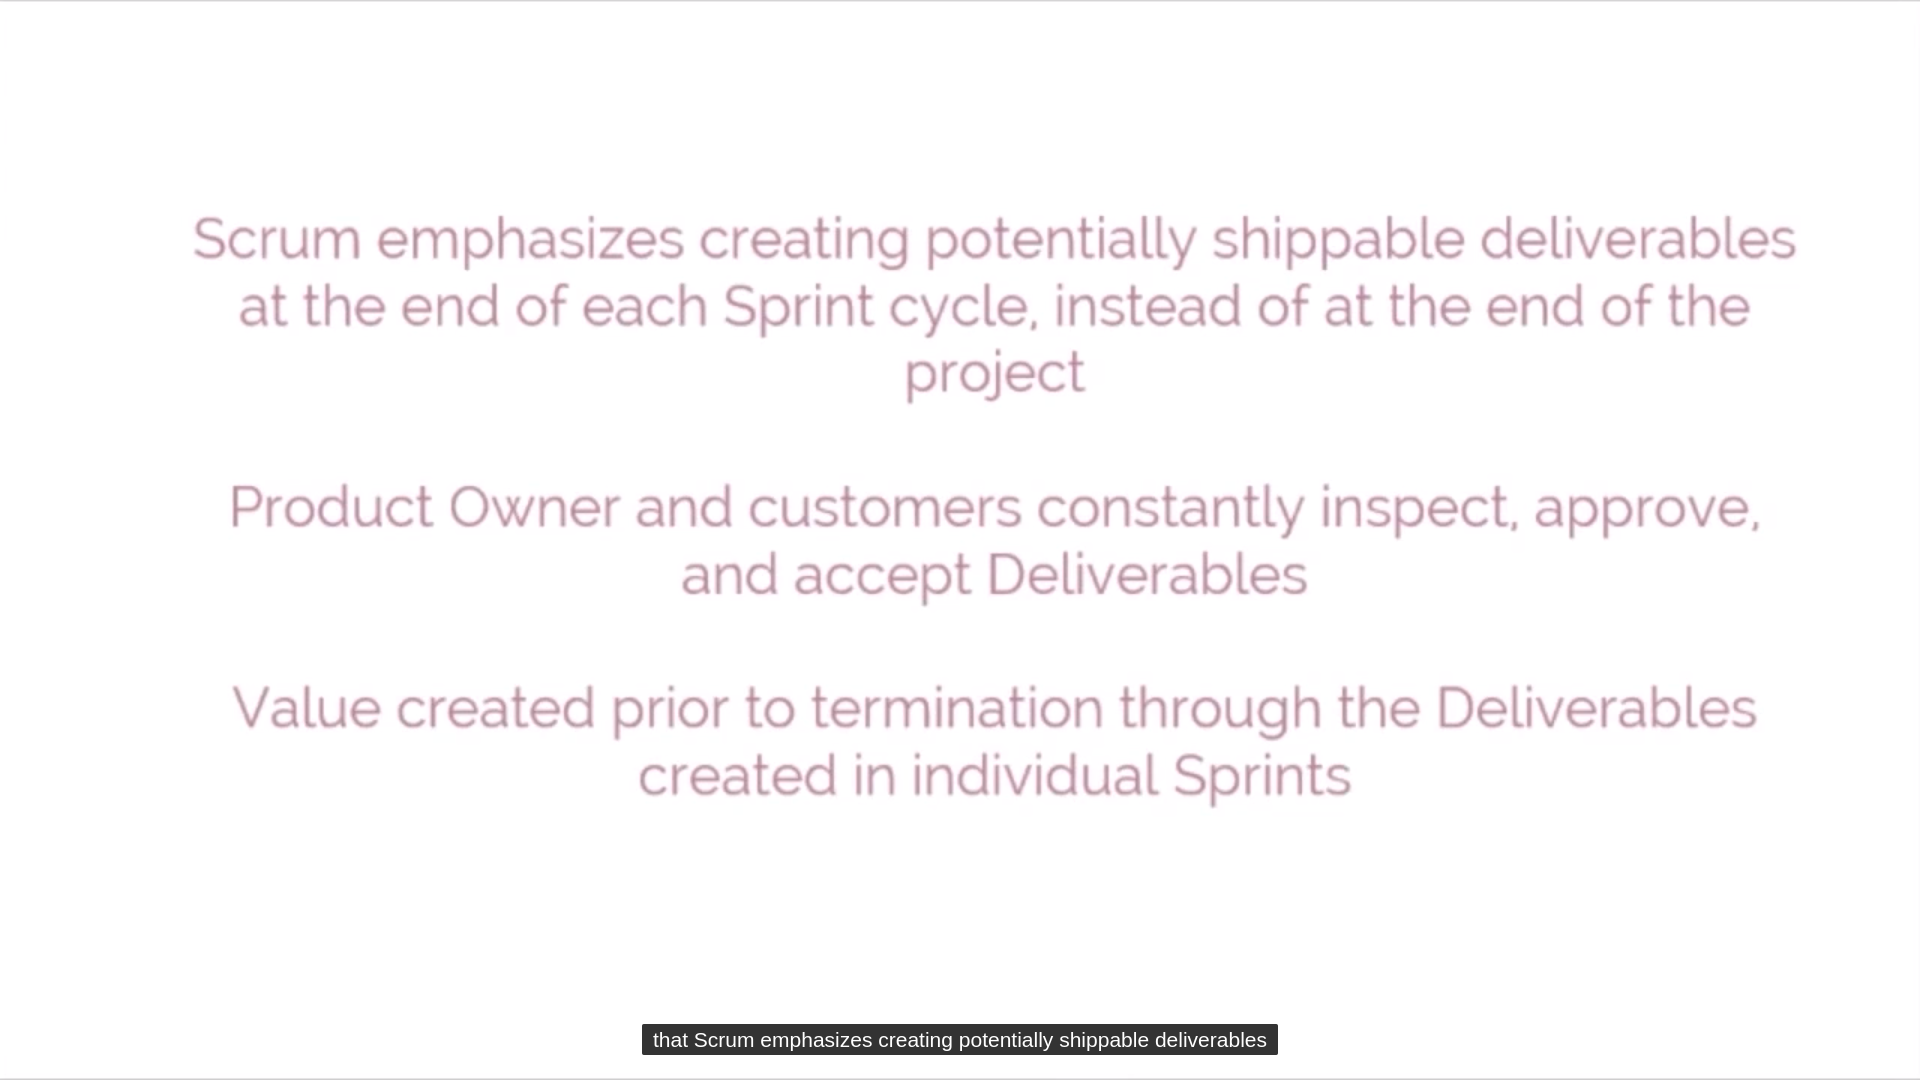 Scrum emphasizes creating potentially shippable deliverables
at the end of each Sprint cycle, instead of at the end of the
project
Product Owner and customers constantly inspect, approve,
and accept Deliverables
Value created prior to termination through the Deliverables
created in individual Sprints
that Scrum emphasizes creating potentially shippable deliverables